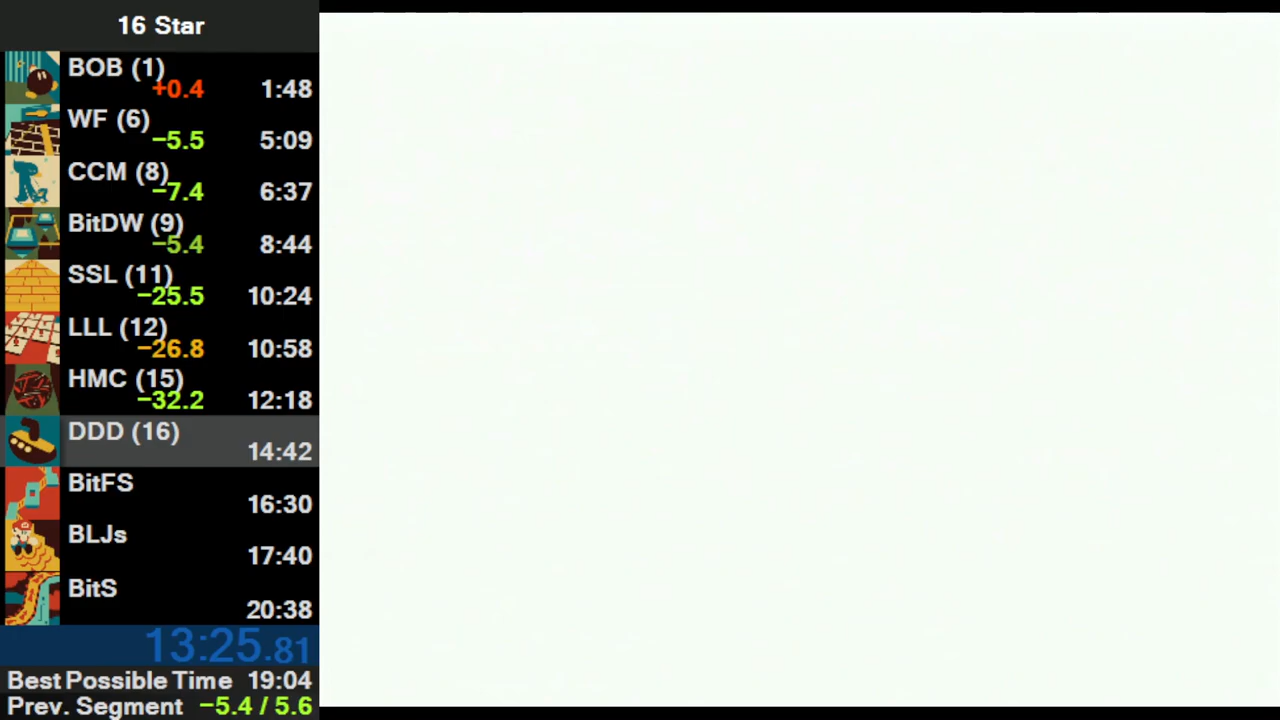 16 Star
BOB (1)
+0.4 1:48
WF (6)
−5.5 5:09
CCM (8)
−7.4 6:37
BitDW (9)
−5.4 8:44
SSL (11)
−25.5 10:24
LLL (12)
−26.8 10:58
HMC (15)
−32.2 12:18
DDD (16)
14:42
BitFS
16:30
BLJs
17:40
BitS
20:38
13:25.81
Best Possible Time 19:04
Prev. Segment −5.4 / 5.6